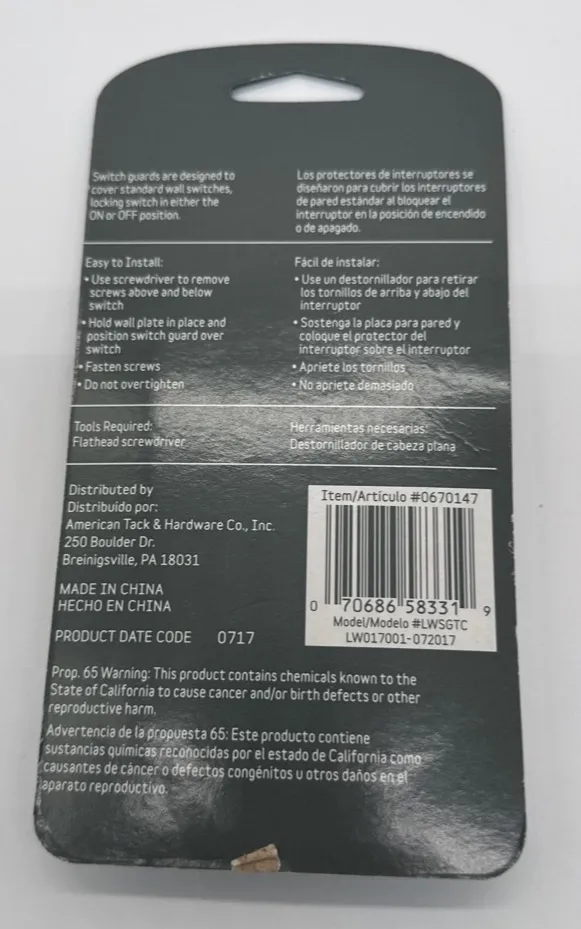 Switch guards are designed to
cover standard wall switches,
locking switch in either the
ON or OFF position.
Los protectores de interruptores se
diseñaron para cubrir los interruptores
de pared estándar al bloquear el
interruptor en la posición de encendido
o de apagado.
Easy to Install:
• Use screwdriver to remove
screws above and below
switch
• Hold wall plate in place and
position switch guard over
switch
• Fasten screws
• Do not overtighten
Fácil de instalar:
• Use un destornillador para retirar
los tornillos de arriba y abajo del
interruptor
• Sostenga la placa para pared y
coloque el protector del
interruptor sobre el interruptor
• Apriete los tornillos
• No apriete demasiado
Tools Required:
Flathead screwdriver
Herramientas necesarias:
Destornillador de cabeza plana
Distributed by
Distribuido por:
American Tack & Hardware Co., Inc.
250 Boulder Dr.
Breinigsville, PA 18031
MADE IN CHINA
HECHO EN CHINA
PRODUCT DATE CODE 0717
Item/Artículo #0670147
0 70686 58331 9
Model/Modelo #LWSGTC
LW017001-072017
Prop. 65 Warning: This product contains chemicals known to the
State of California to cause cancer and/or birth defects or other
reproductive harm.
Advertencia de la propuesta 65: Este producto contiene
sustancias químicas reconocidas por el estado de California como
causantes de cáncer o defectos congénitos u otros daños en el
aparato reproductivo.